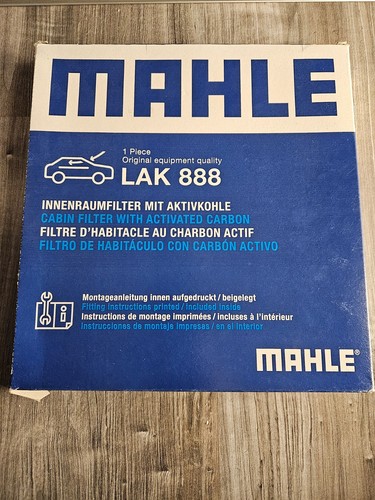 MAHLE
1 Piece
Original equipment quality
LAK 888
INNENRAUMFILTER MIT AKTIVKOHLE
CABIN FILTER WITH ACTIVATED CARBON
FILTRE D'HABITACLE AU CHARBON ACTIF
FILTRO DE HABITÁCULO CON CARBÓN ACTIVO
Montageanleitung innen aufgedruckt / beigelegt
Fitting instructions printed / included inside
Instructions de montage imprimées / incluses à l'intérieur
Instrucciones de montaje impresas / en el interior
MAHLE®